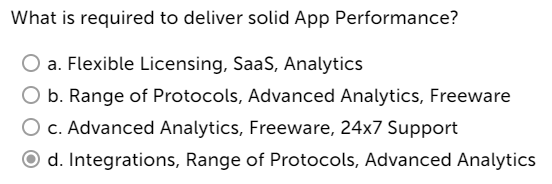 What is required to deliver solid App Performance?
a. Flexible Licensing, SaaS, Analytics
b. Range of Protocols, Advanced Analytics, Freeware
c. Advanced Analytics, Freeware, 24x7 Support
d. Integrations, Range of Protocols, Advanced Analytics